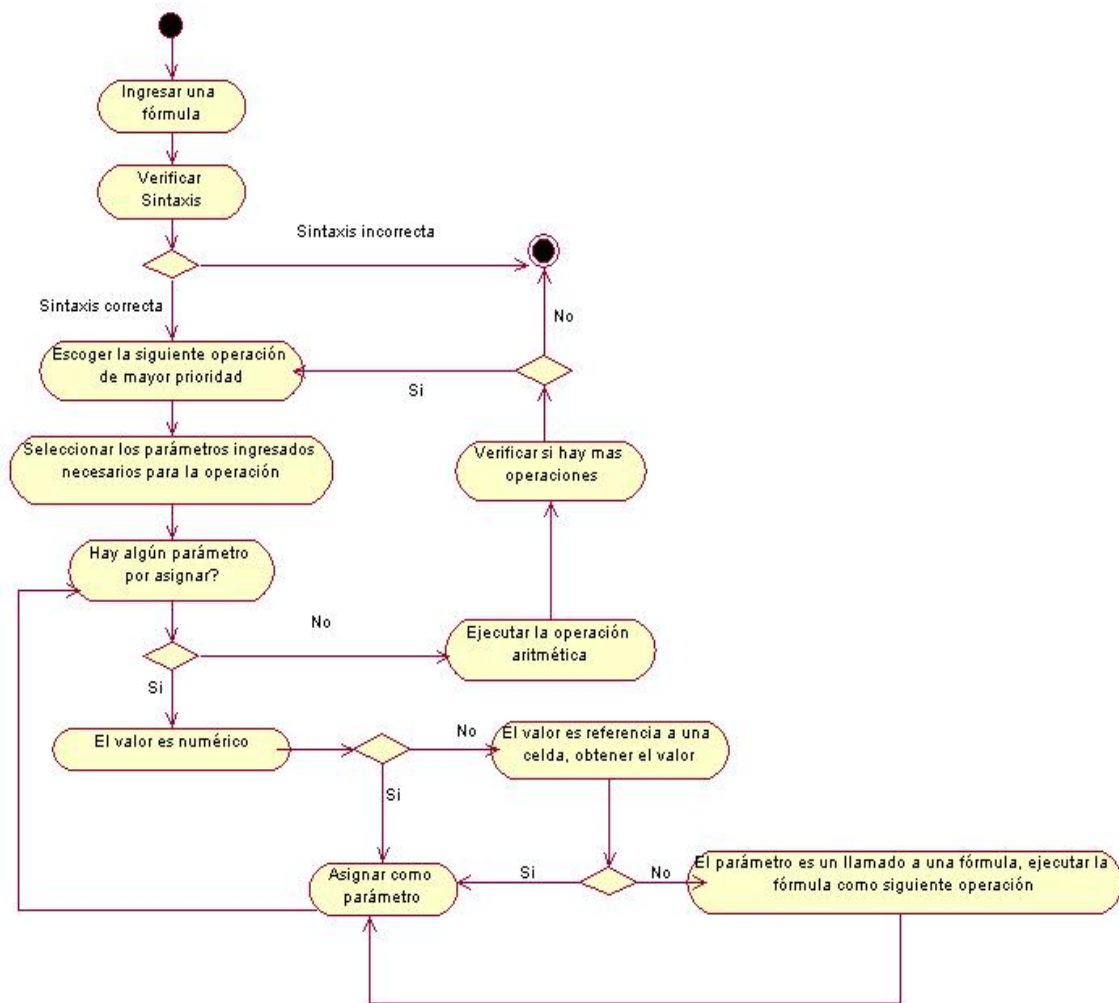 Ingresar una
fórmula
Verificar
Sintaxis
Sintaxis incorrecta
Sintaxis correcta
No
Escoger la siguiente operación
de mayor prioridad
Si
Seleccionar los parámetros ingresados
necesarios para la operación
Verificar si hay mas
operaciones
Hay algún parámetro
por asignar?
No
Ejecutar la operación
aritmética
Si
El valor es numérico
No
El valor es referencia a una
celda, obtener el valor
Si
Asignar como
parámetro
Si
No
El parámetro es un llamado a una fórmula, ejecutar la
fórmula como siguiente operación